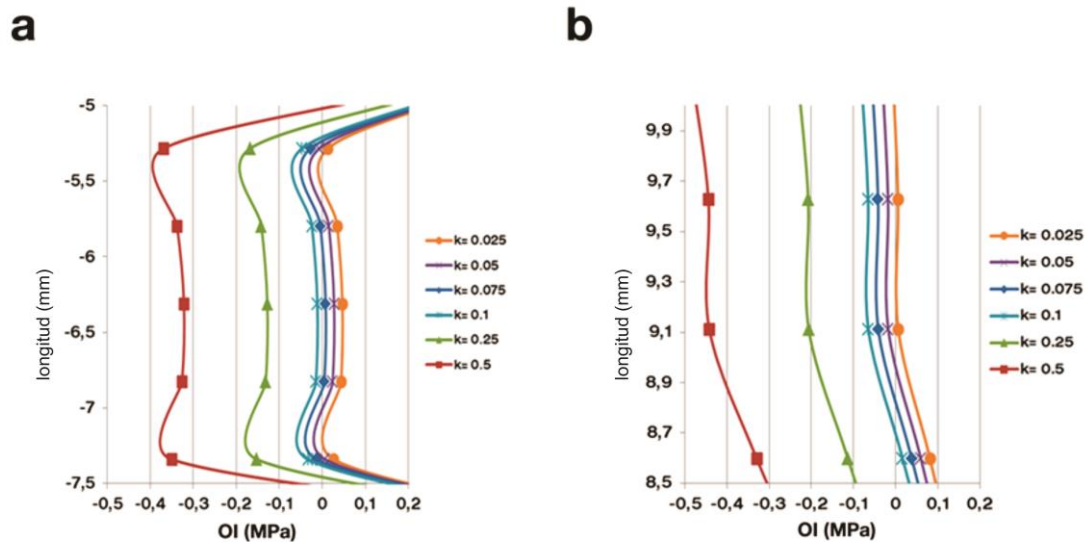 a
-5
-5,5
-6
-6,5
-7
-7,5
longitud (mm)
-0,5 -0,4 -0,3 -0,2 -0,1 0 0,1 0,2
OI (MPa)
k= 0.025
k= 0.05
k= 0.075
k= 0.1
k= 0.25
k= 0.5
b
9,9
9,7
9,5
9,3
9,1
8,9
8,7
8,5
longitud (mm)
-0,5 -0,4 -0,3 -0,2 -0,1 0 0,1 0,2
OI (MPa)
k= 0.025
k= 0.05
k= 0.075
k= 0.1
k= 0.25
k= 0.5